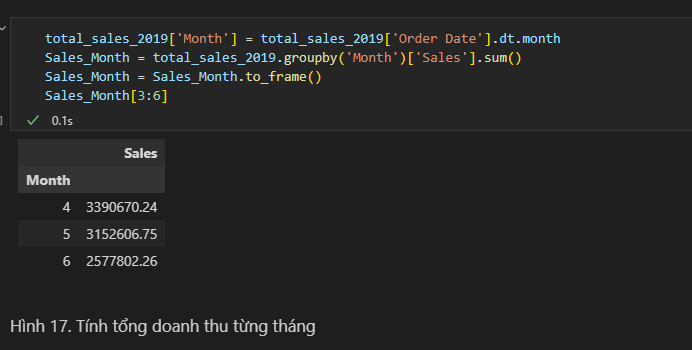 total_sales_2019['Month'] = total_sales_2019['Order Date'].dt.month
Sales_Month = total_sales_2019.groupby('Month')['Sales'].sum()
Sales_Month = Sales_Month.to_frame()
Sales_Month[3:6]
0.1s
Sales
Month
4 3390670.24
5 3152606.75
6 2577802.26
Hình 17. Tính tổng doanh thu từng tháng